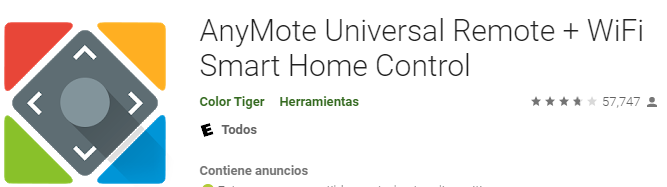 AnyMote Universal Remote + WiFi
Smart Home Control
Color Tiger Herramientas 57,747
E Todos
Contiene anuncios